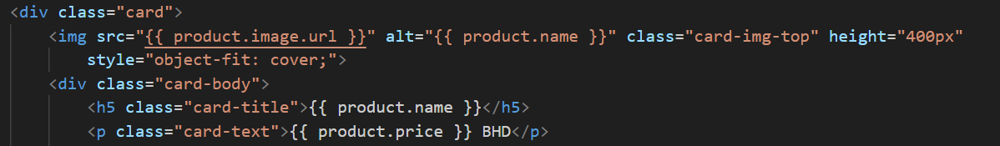 <div class="card">
<img src="{{ product.image.url }}" alt="{{ product.name }}" class="card-img-top" height="400px"
style="object-fit: cover;">
<div class="card-body">
<h5 class="card-title">{{ product.name }}</h5>
<p class="card-text">{{ product.price }} BHD</p>